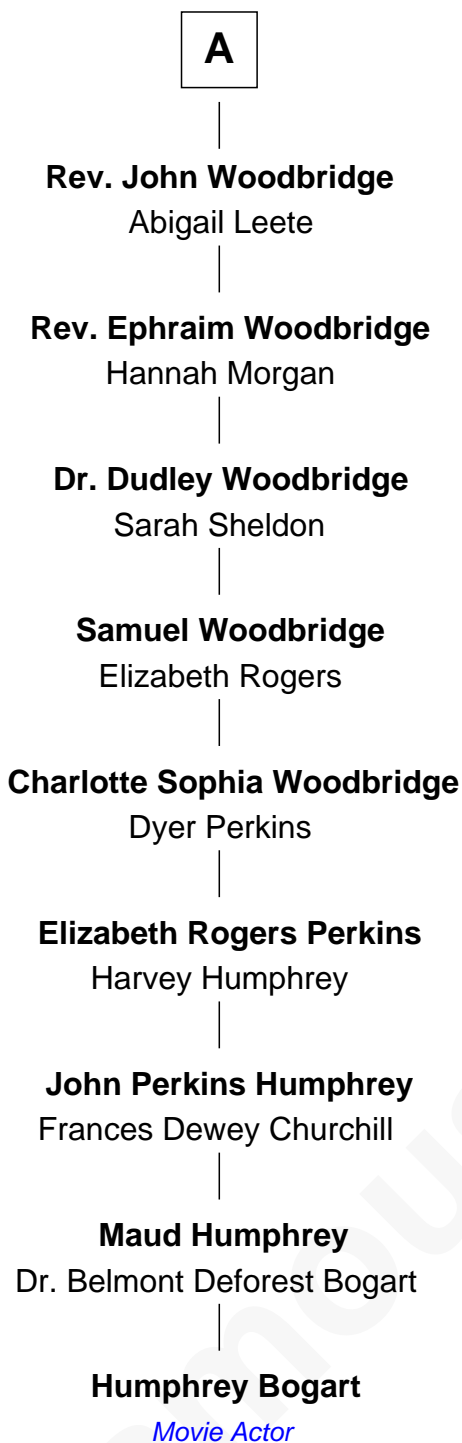 A
Rev. John Woodbridge
Abigail Leete
Rev. Ephraim Woodbridge
Hannah Morgan
Dr. Dudley Woodbridge
Sarah Sheldon
Samuel Woodbridge
Elizabeth Rogers
Charlotte Sophia Woodbridge
Dyer Perkins
Elizabeth Rogers Perkins
Harvey Humphrey
John Perkins Humphrey
Frances Dewey Churchill
Maud Humphrey
Dr. Belmont Deforest Bogart
Humphrey Bogart
Movie Actor